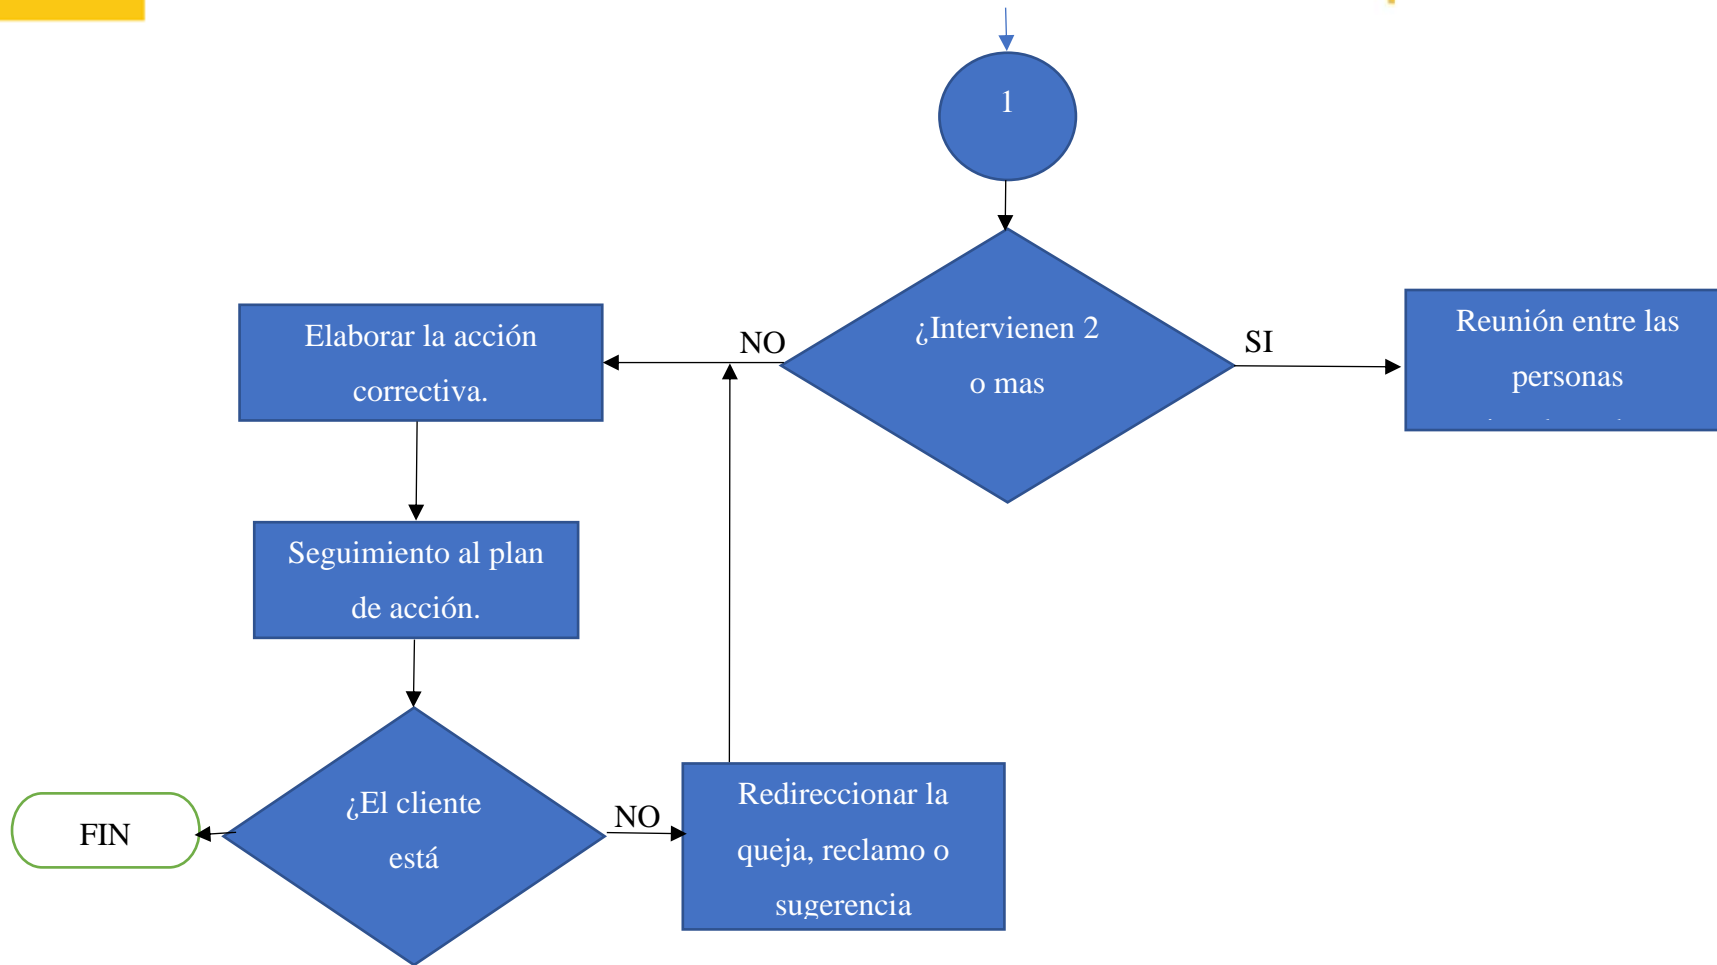 1
¿Intervienen 2
o mas
NO
SI
Elaborar la acción
correctiva.
Reunión entre las
personas
Seguimiento al plan
de acción.
¿El cliente
está
NO
FIN
Redireccionar la
queja, reclamo o
sugerencia